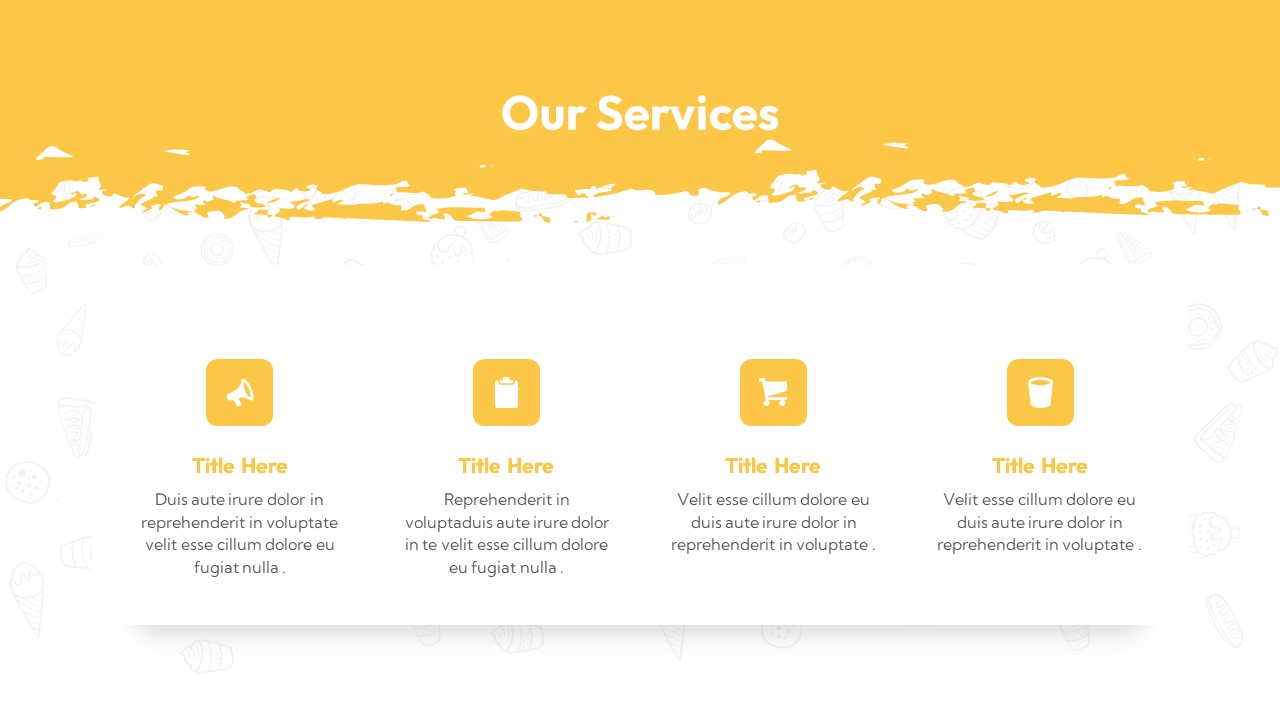 Our Services
Title Here
Duis aute irure dolor in
reprehenderit in voluptate
velit esse cillum dolore eu
fugiat nulla .
Title Here
Reprehenderit in
voluptaduis aute irure dolor
in te velit esse cillum dolore
eu fugiat nulla .
Title Here
Velit esse cillum dolore eu
duis aute irure dolor in
reprehenderit in voluptate .
Title Here
Velit esse cillum dolore eu
duis aute irure dolor in
reprehenderit in voluptate .